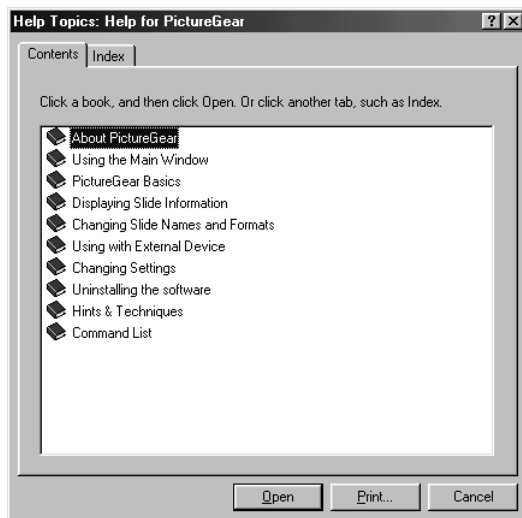 Help Topics: Help for PictureGear
Contents Index
Click a book, and then click Open. Or click another tab, such as Index.
About PictureGear
Using the Main Window
PictureGear Basics
Displaying Slide Information
Changing Slide Names and Formats
Using with External Device
Changing Settings
Uninstalling the software
Hints & Techniques
Command List
Open Print... Cancel